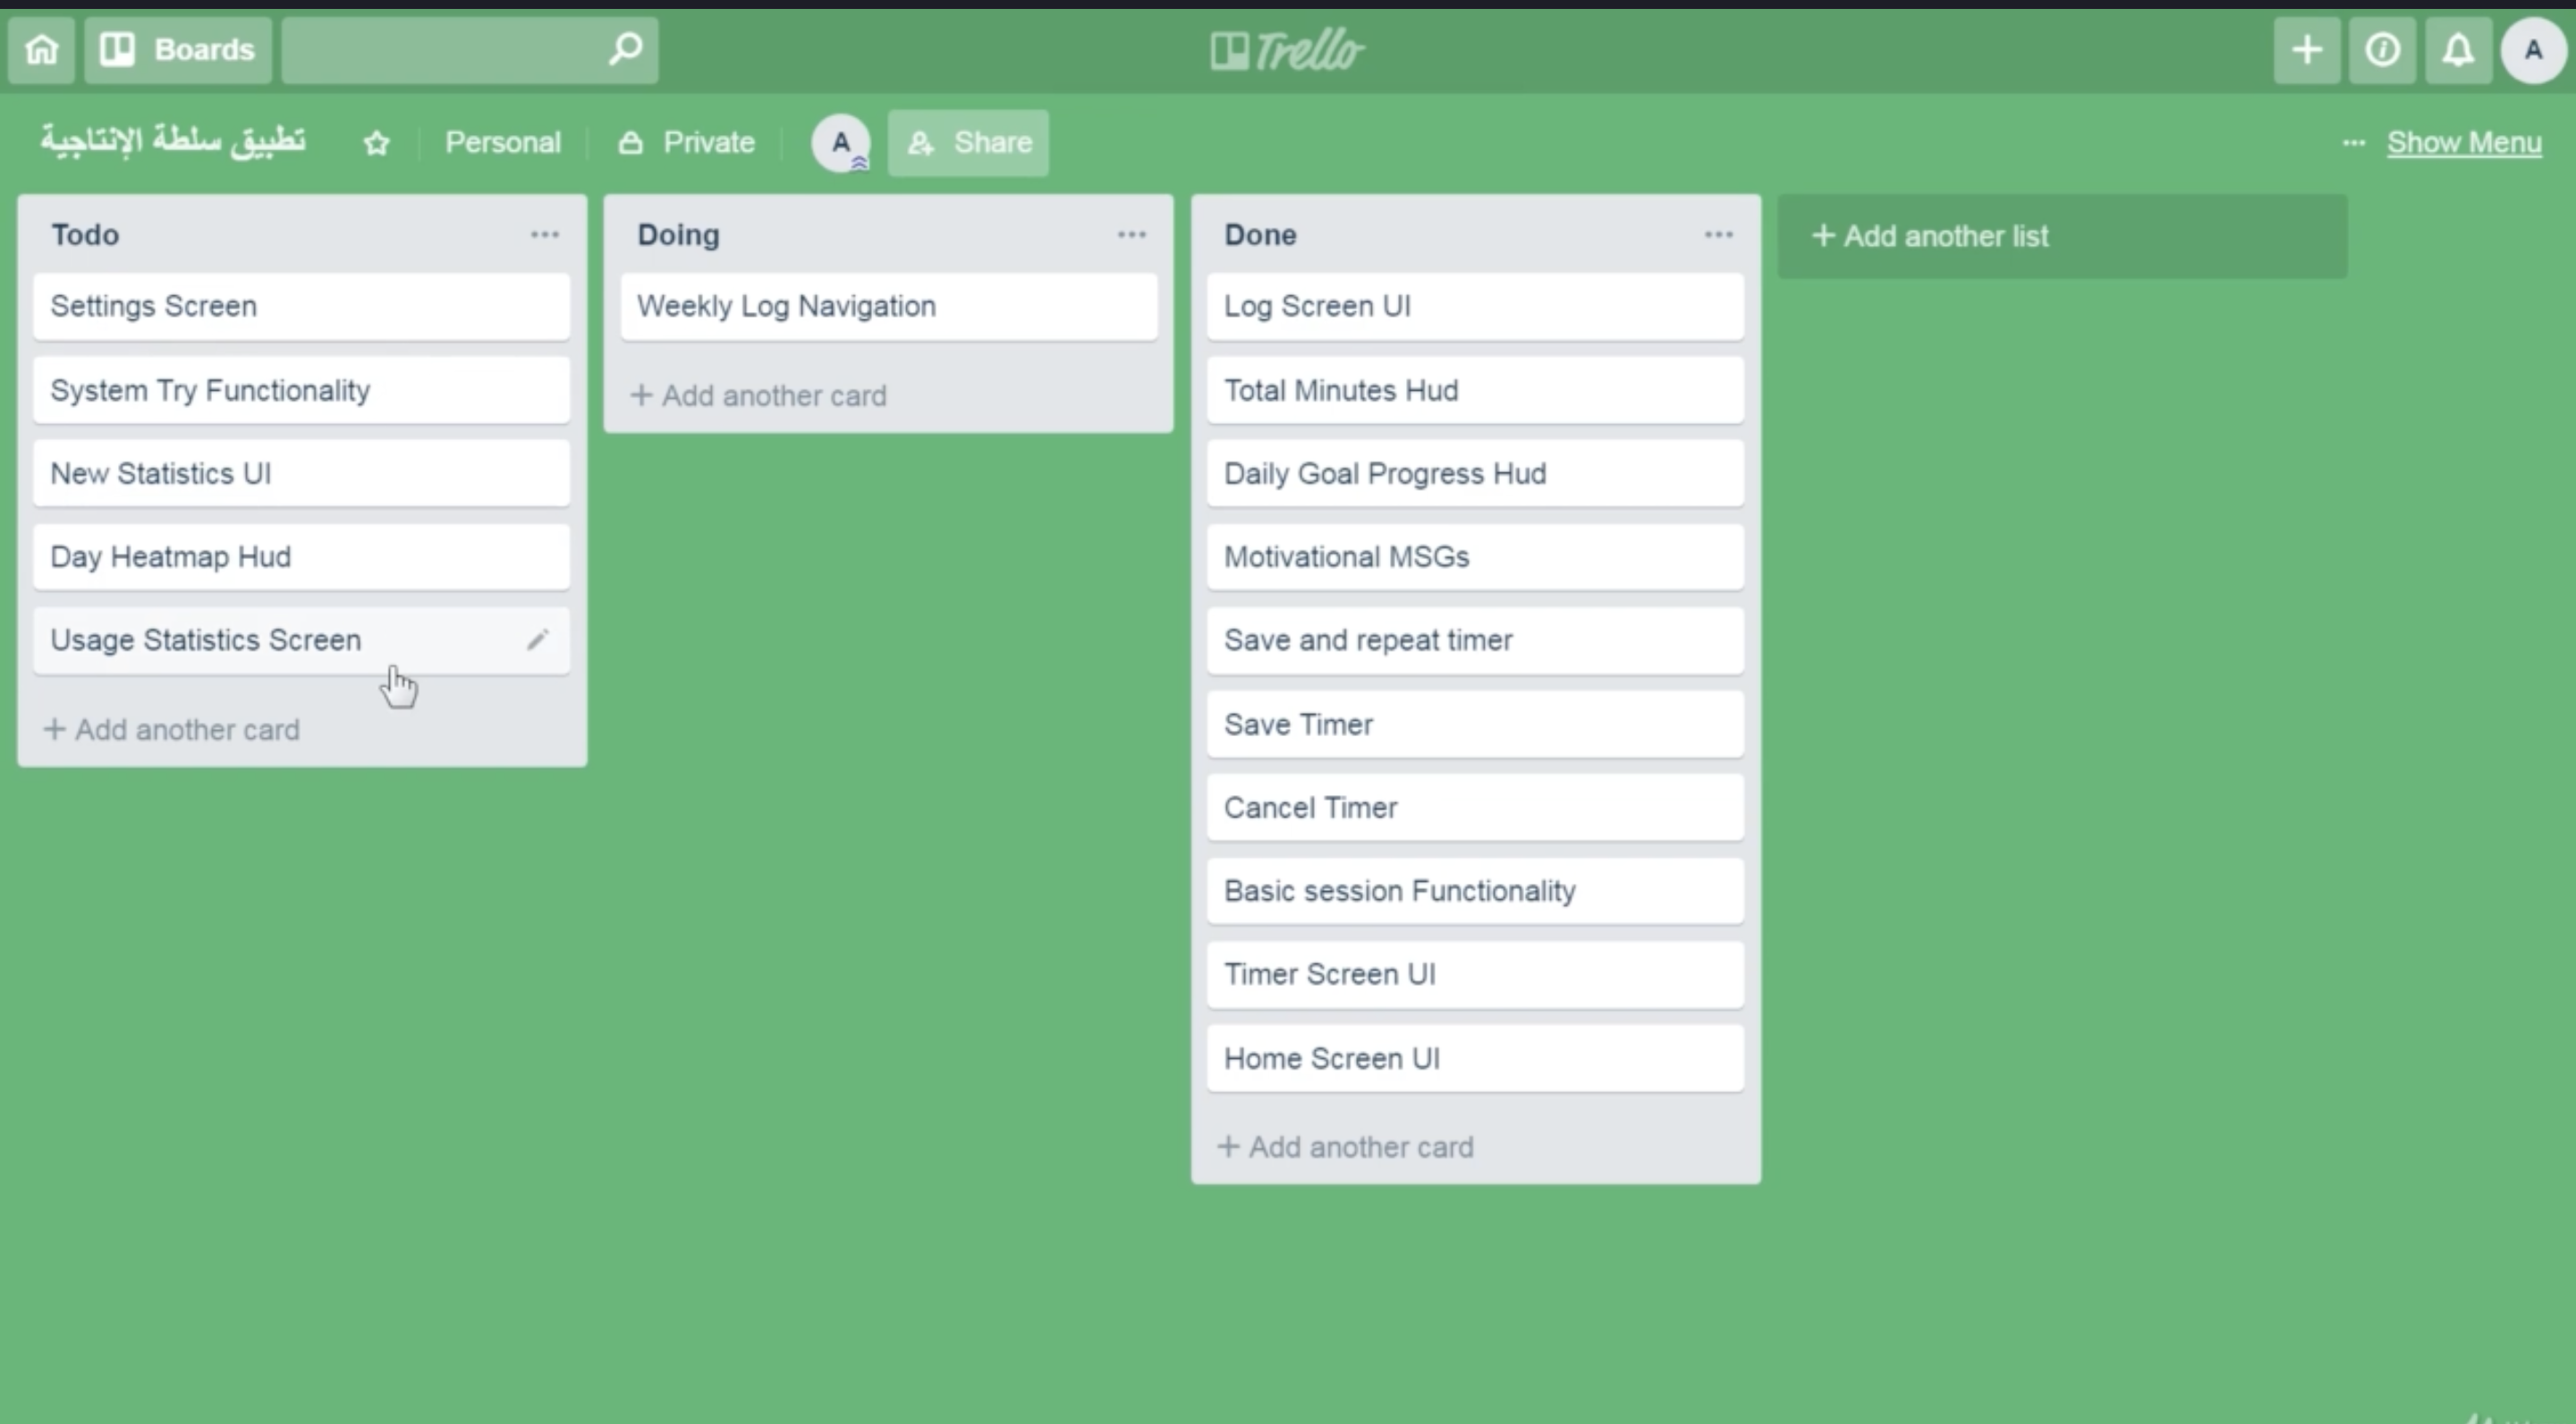 Boards
Trello
A
تطبيق سلطة الإنتاجية
Personal
Private
A
Share
... Show Menu
Todo
Settings Screen
System Try Functionality
New Statistics UI
Day Heatmap Hud
Usage Statistics Screen
+ Add another card
Doing
Weekly Log Navigation
+ Add another card
Done
Log Screen UI
Total Minutes Hud
Daily Goal Progress Hud
Motivational MSGs
Save and repeat timer
Save Timer
Cancel Timer
Basic session Functionality
Timer Screen UI
Home Screen UI
+ Add another card
+ Add another list